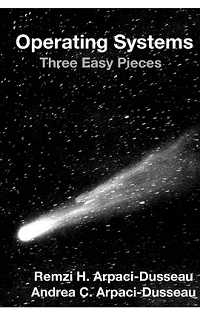 Operating Systems
Three Easy Pieces
Remzi H. Arpaci-Dusseau
Andrea C. Arpaci-Dusseau